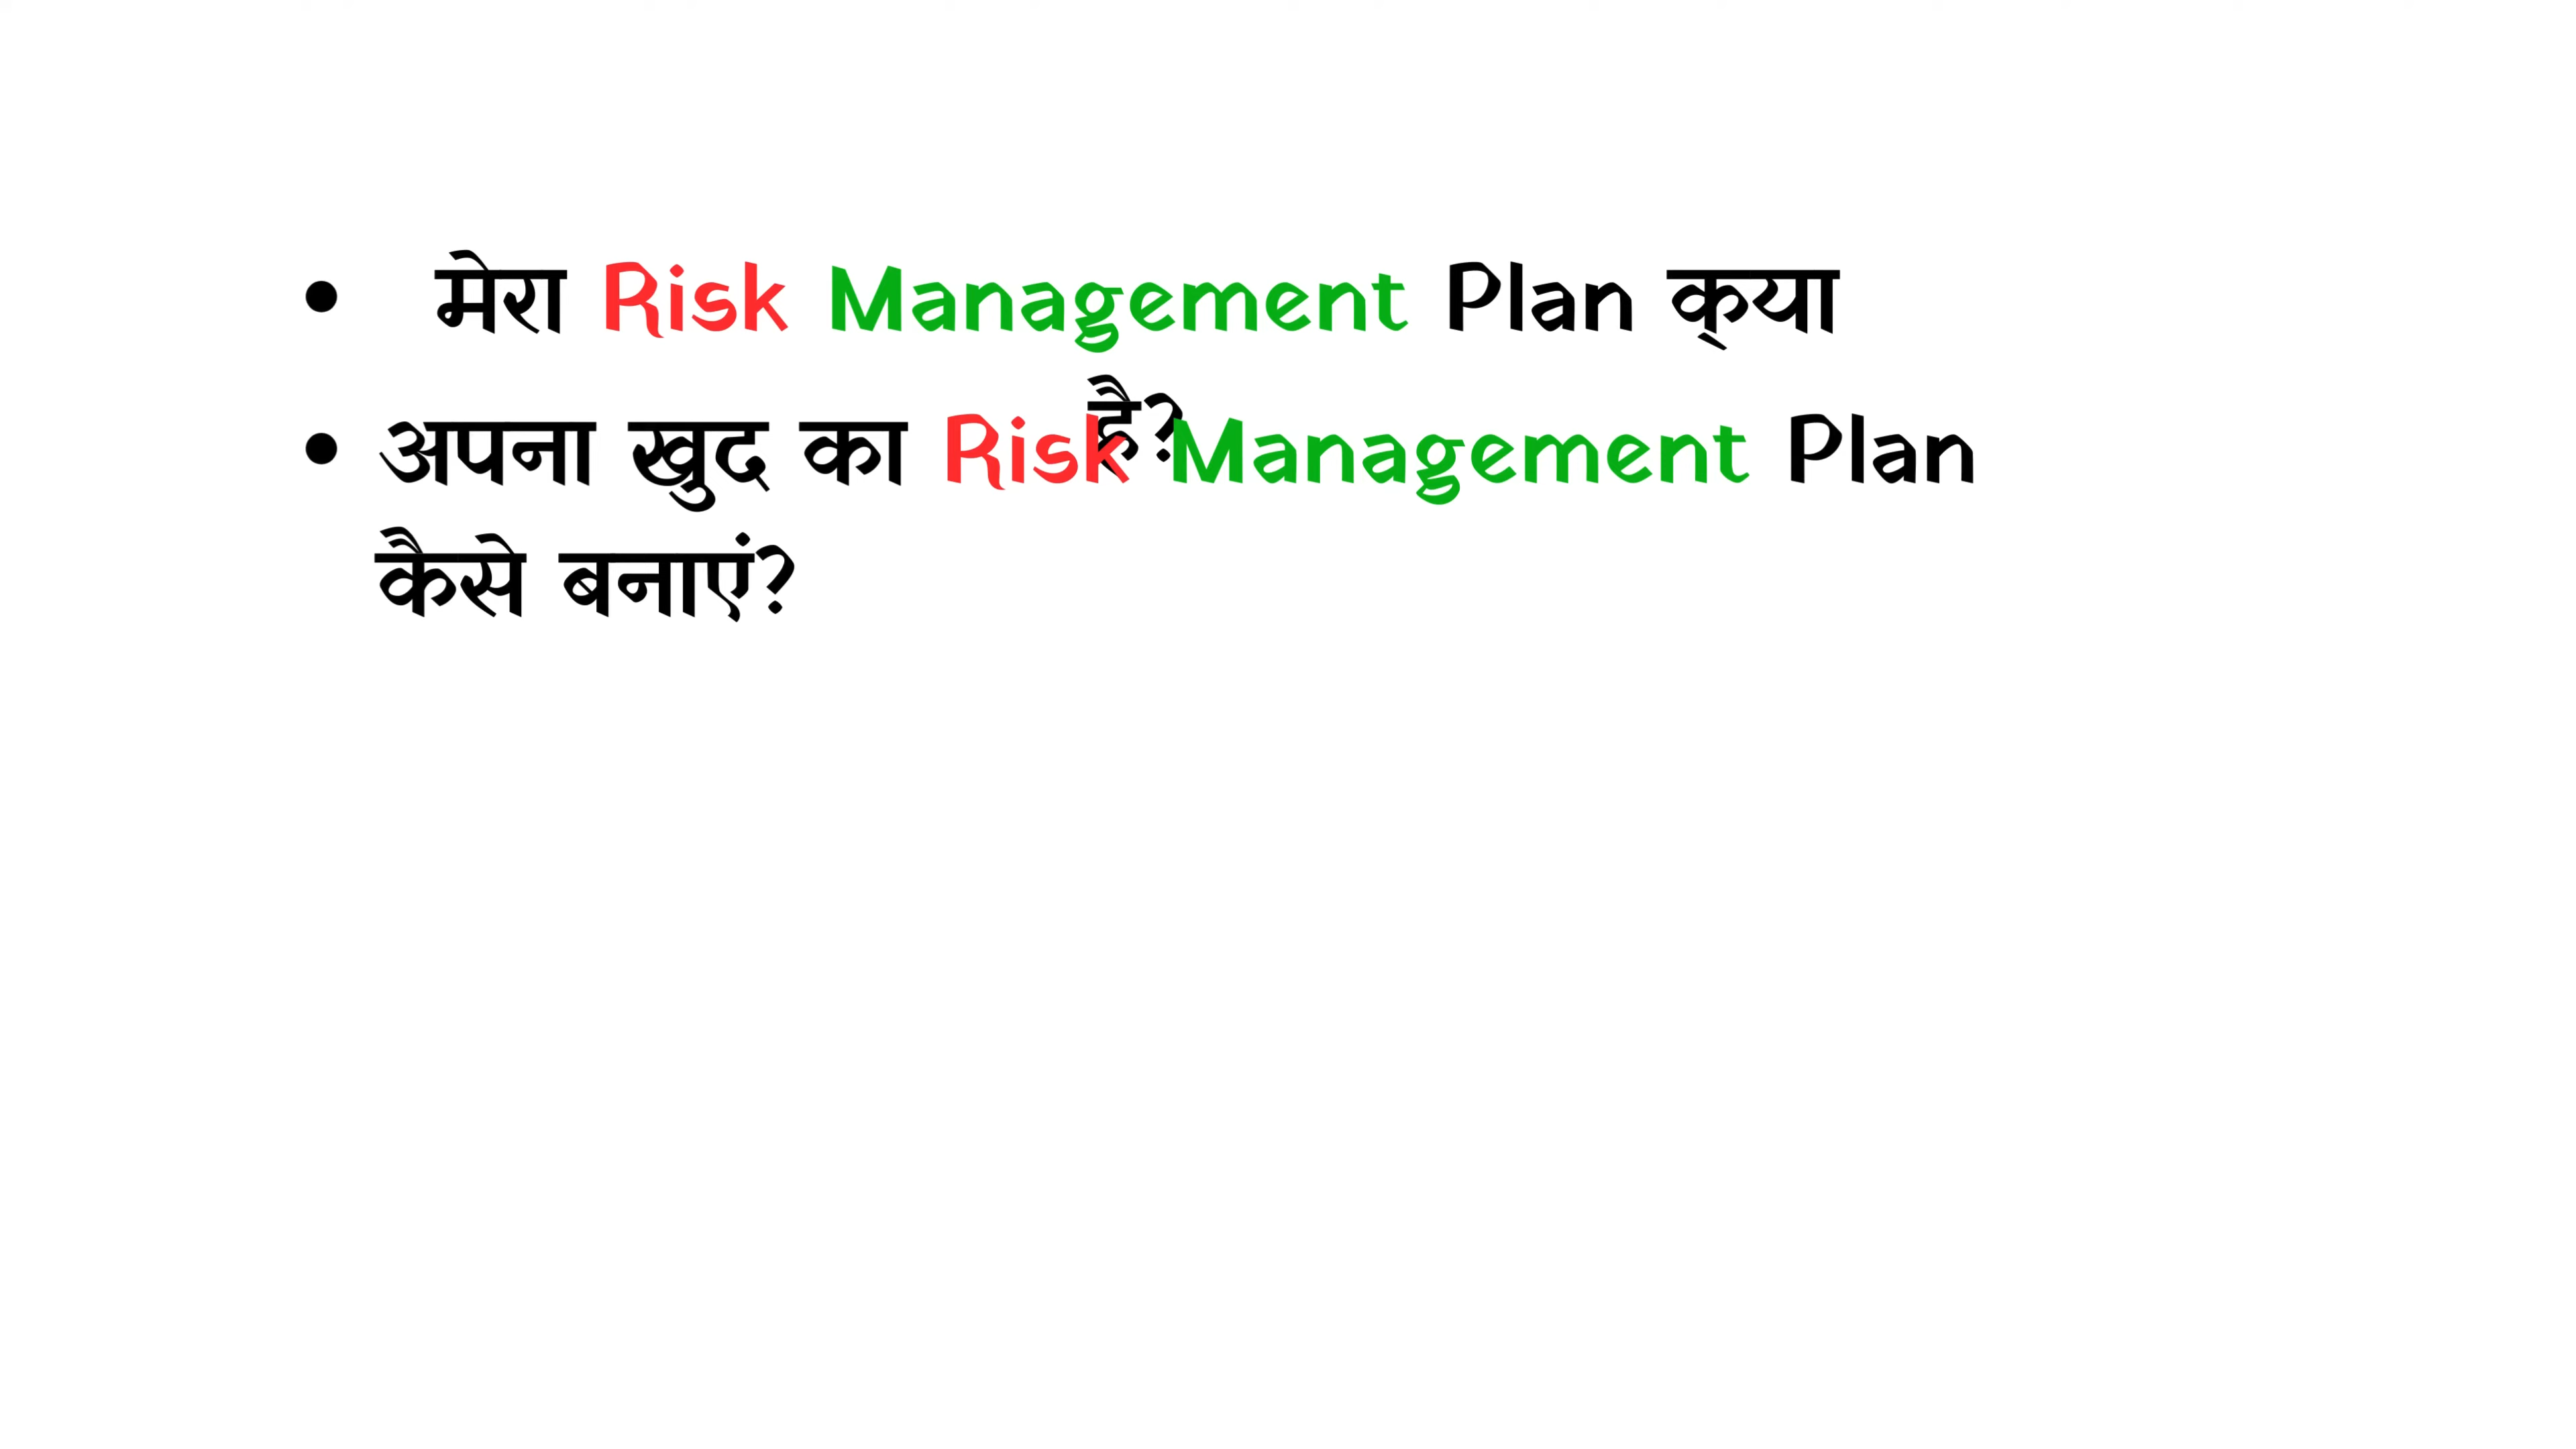 • मेरा Risk Management Plan क्या
है?
• अपना खुद का Risk Management Plan
कैसे बनाएं?